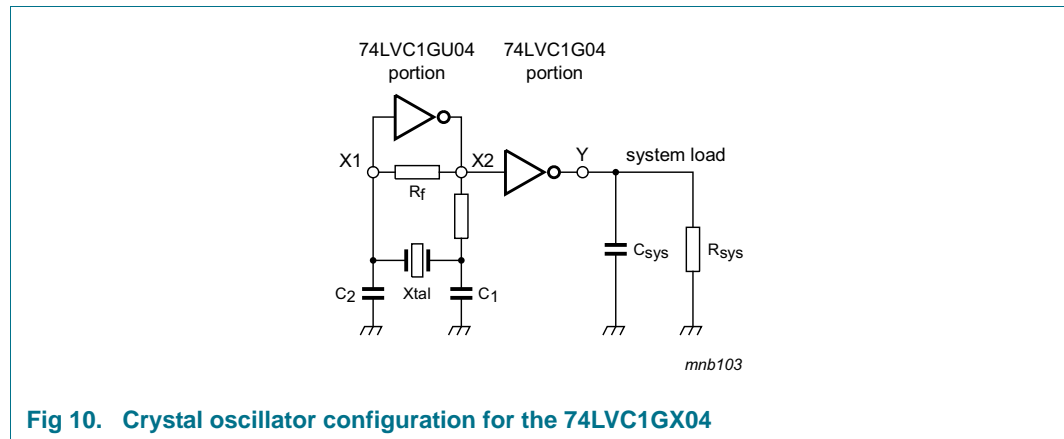 74LVC1GU04 74LVC1G04
portion portion
X1 X2 Y system load
Rf
Csys Rsys
C2 Xtal C1
mnb103
Fig 10. Crystal oscillator configuration for the 74LVC1GX04